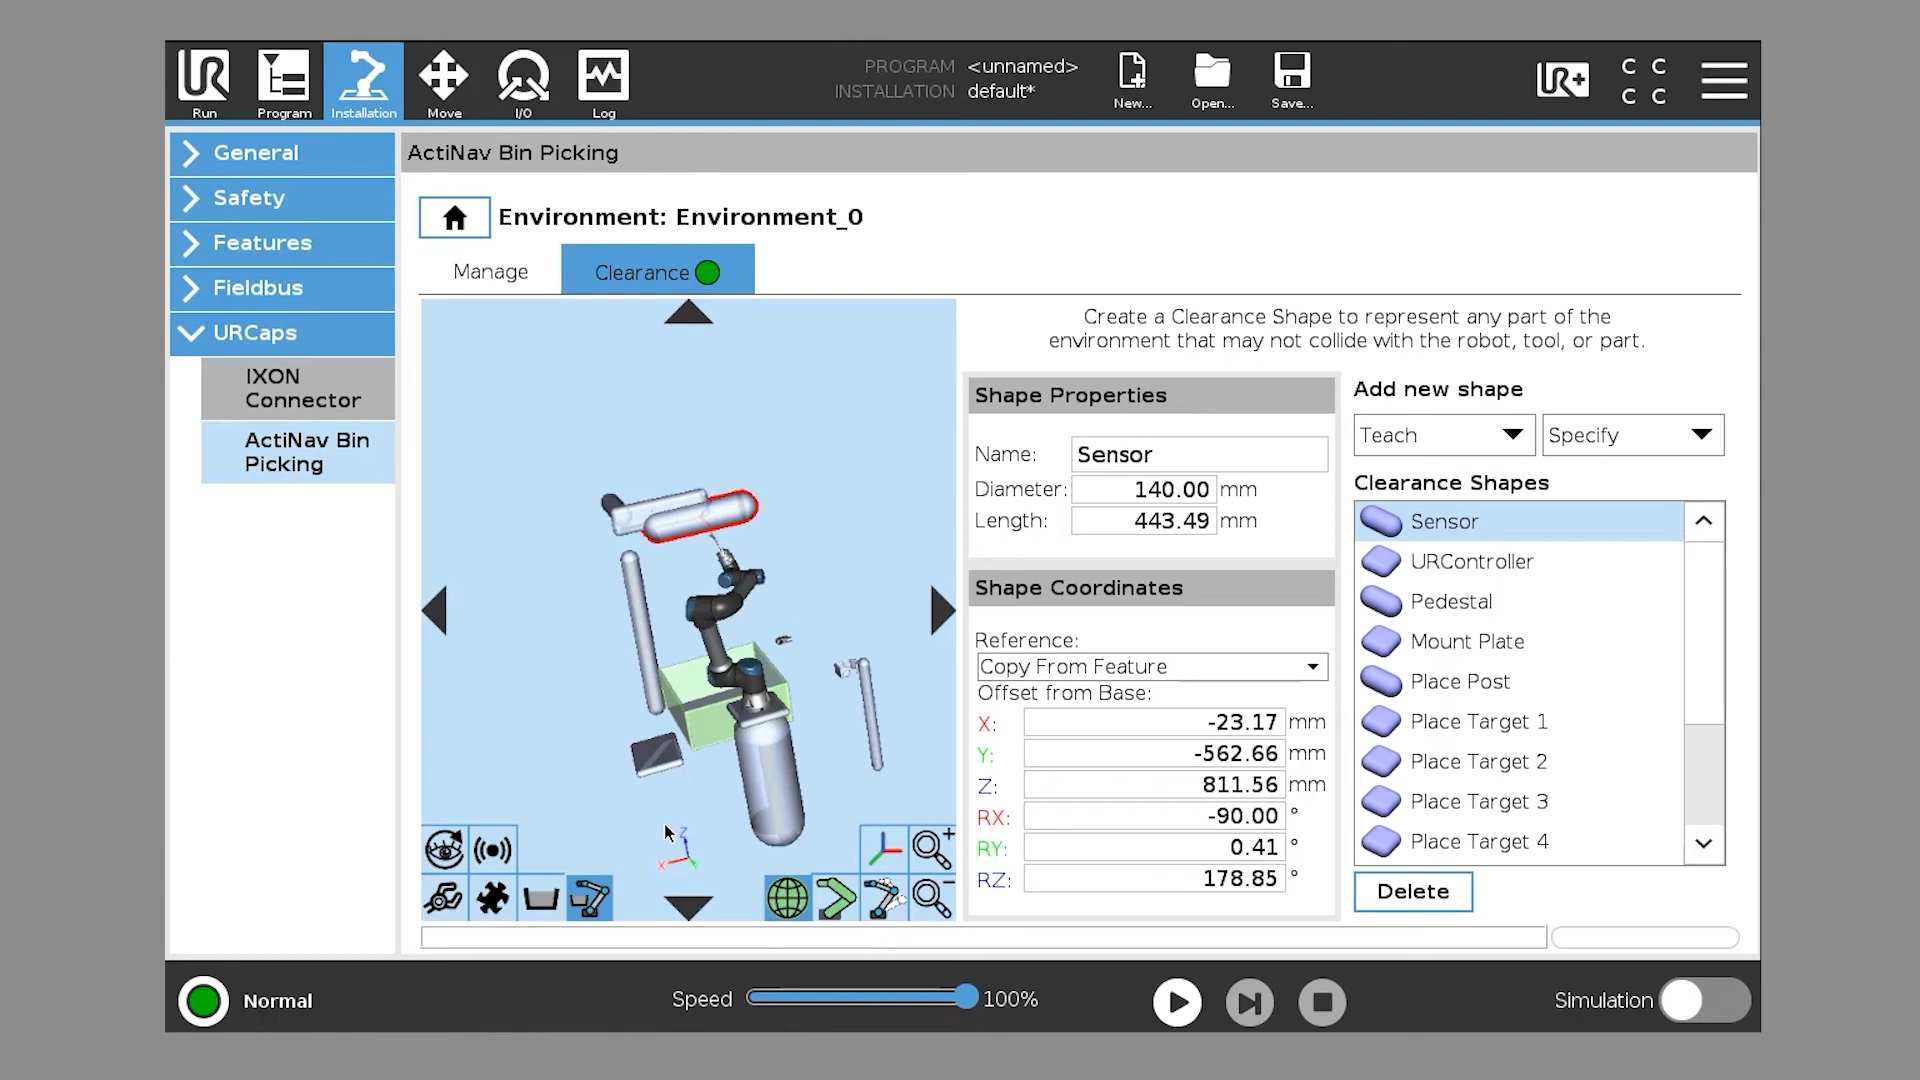 PROGRAM <unnamed>
INSTALLATION default*
C C
C C
Run Program Installation Move I/O Log New... Open... Save... UR+
General
Safety
Features
Fieldbus
URCaps
IXON
Connector
ActiNav Bin
Picking
ActiNav Bin Picking
Environment: Environment_0
Manage Clearance
Z
X
Create a Clearance Shape to represent any part of the
environment that may not collide with the robot, tool, or part.
Shape Properties
Name: Sensor
Diameter: 140.00 mm
Length: 443.49 mm
Shape Coordinates
Reference:
Copy From Feature
Offset from Base:
X: -23.17 mm
Y: -562.66 mm
Z: 811.56 mm
RX: -90.00 °
RY: 0.41 °
RZ: 178.85 °
Add new shape
Teach Specify
Clearance Shapes
Sensor
URController
Pedestal
Mount Plate
Place Post
Place Target 1
Place Target 2
Place Target 3
Place Target 4
Delete
Normal Speed 100% Simulation